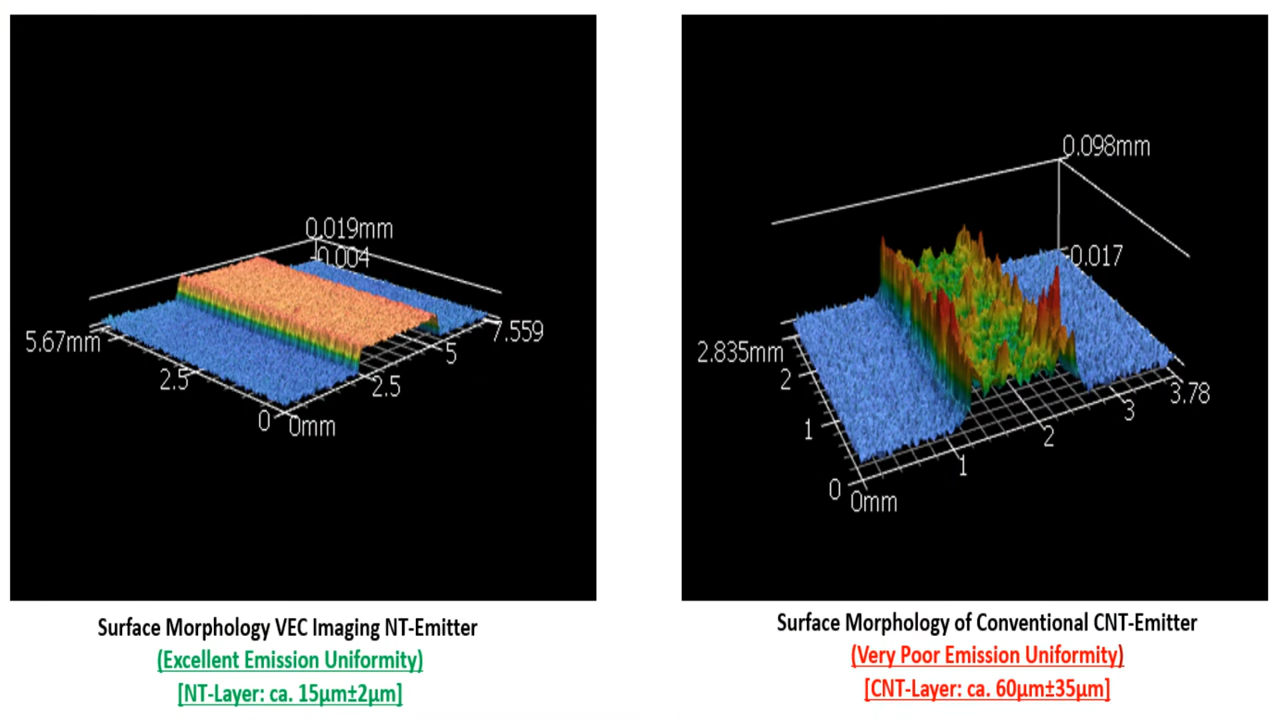 0.019mm
-0.004
5.67mm
7.559
5
2.5
2.5
0
0mm
Surface Morphology VEC Imaging NT-Emitter
(Excellent Emission Uniformity)
[NT-Layer: ca. 15µm±2µm]
0.098mm
-0.017
2.835mm
2
3.78
3
1
2
1
0
0mm
Surface Morphology of Conventional CNT-Emitter
(Very Poor Emission Uniformity)
[CNT-Layer: ca. 60µm±35µm]